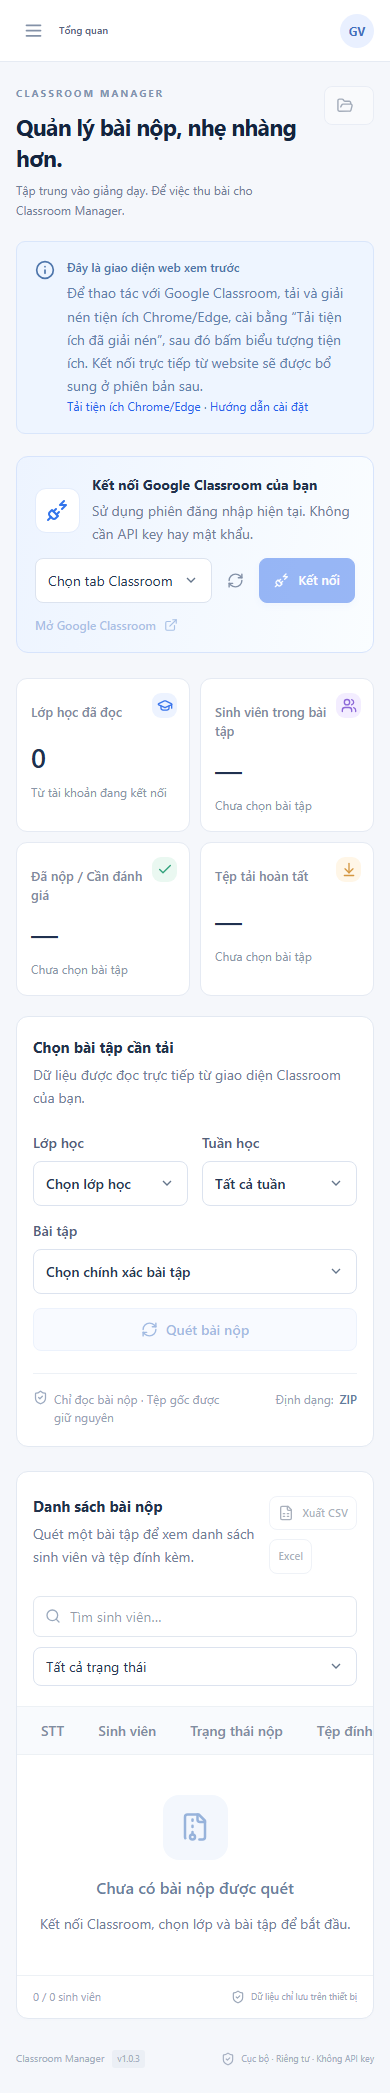 Tổng quan
GV
CLASSROOM MANAGER
Quản lý bài nộp, nhẹ nhàng
hơn.
Tập trung vào giảng dạy. Để việc thu bài cho
Classroom Manager.
Đây là giao diện web xem trước
Để thao tác với Google Classroom, tải và giải
nén tiện ích Chrome/Edge, cài bằng “Tải tiện
ích đã giải nén”, sau đó bấm biểu tượng tiện
ích. Kết nối trực tiếp từ website sẽ được bổ
sung ở phiên bản sau.
Tải tiện ích Chrome/Edge · Hướng dẫn cài đặt
Kết nối Google Classroom của bạn
Sử dụng phiên đăng nhập hiện tại. Không
cần API key hay mật khẩu.
Chọn tab Classroom
Kết nối
Mở Google Classroom
Lớp học đã đọc
0
Từ tài khoản đang kết nối
Sinh viên trong bài
tập
—
Chưa chọn bài tập
Đã nộp / Cần đánh
giá
—
Chưa chọn bài tập
Tệp tải hoàn tất
—
Chưa chọn bài tập
Chọn bài tập cần tải
Dữ liệu được đọc trực tiếp từ giao diện Classroom
của bạn.
Lớp học
Tuần học
Chọn lớp học
Tất cả tuần
Bài tập
Chọn chính xác bài tập
Quét bài nộp
Chỉ đọc bài nộp · Tệp gốc được
giữ nguyên
Định dạng: ZIP
Danh sách bài nộp
Quét một bài tập để xem danh sách
sinh viên và tệp đính kèm.
Xuất CSV
Excel
Tìm sinh viên...
Tất cả trạng thái
STT Sinh viên Trạng thái nộp Tệp đính
Chưa có bài nộp được quét
Kết nối Classroom, chọn lớp và bài tập để bắt đầu.
0 / 0 sinh viên
Dữ liệu chỉ lưu trên thiết bị
Classroom Manager v1.0.3
Cục bộ · Riêng tư · Không API key